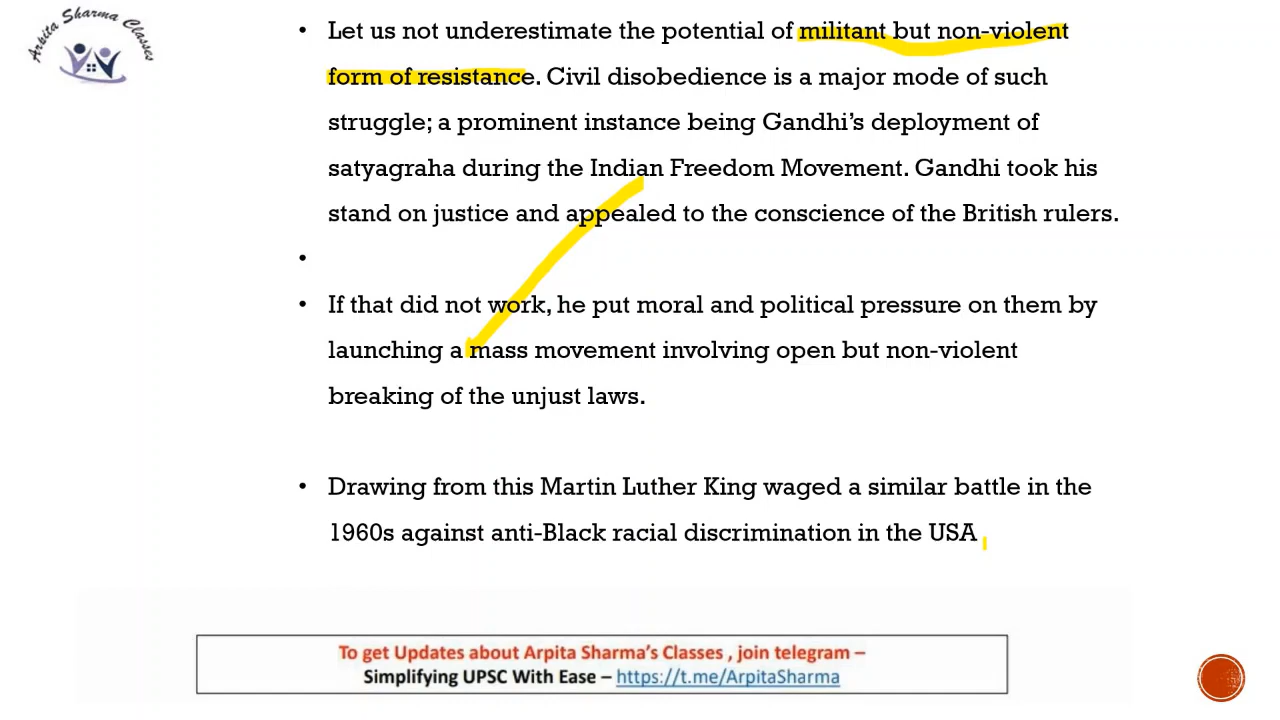 Arpita Sharma Classes
• Let us not underestimate the potential of militant but non-violent
form of resistance. Civil disobedience is a major mode of such
struggle; a prominent instance being Gandhi's deployment of
satyagraha during the Indian Freedom Movement. Gandhi took his
stand on justice and appealed to the conscience of the British rulers.
•
• If that did not work, he put moral and political pressure on them by
launching a mass movement involving open but non-violent
breaking of the unjust laws.
• Drawing from this Martin Luther King waged a similar battle in the
1960s against anti-Black racial discrimination in the USA
To get Updates about Arpita Sharma's Classes , join telegram –
Simplifying UPSC With Ease – https://t.me/ArpitaSharma